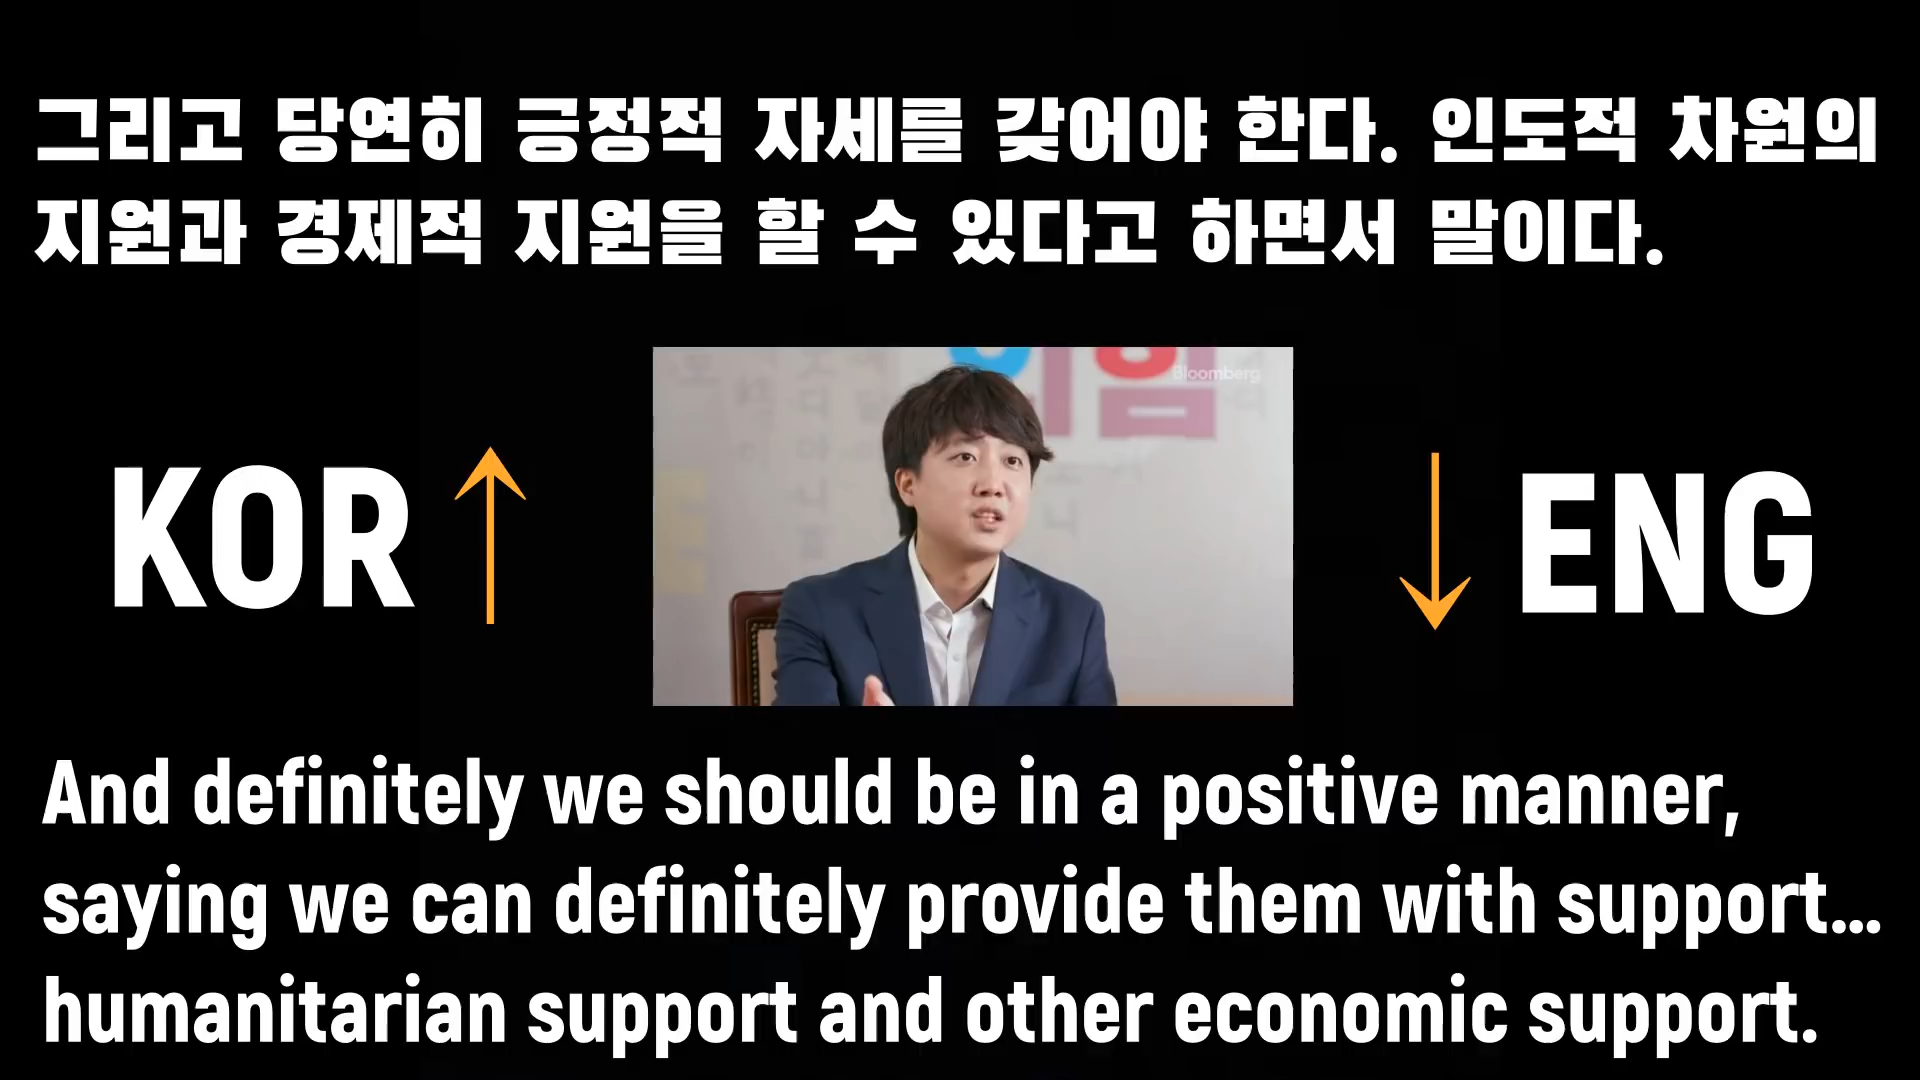 그리고 당연히 긍정적 자세를 갖어야 한다. 인도적 차원의
지원과 경제적 지원을 할 수 있다고 하면서 말이다.
Bloomberg
힘
KOR
ENG
And definitely we should be in a positive manner,
saying we can definitely provide them with support...
humanitarian support and other economic support.